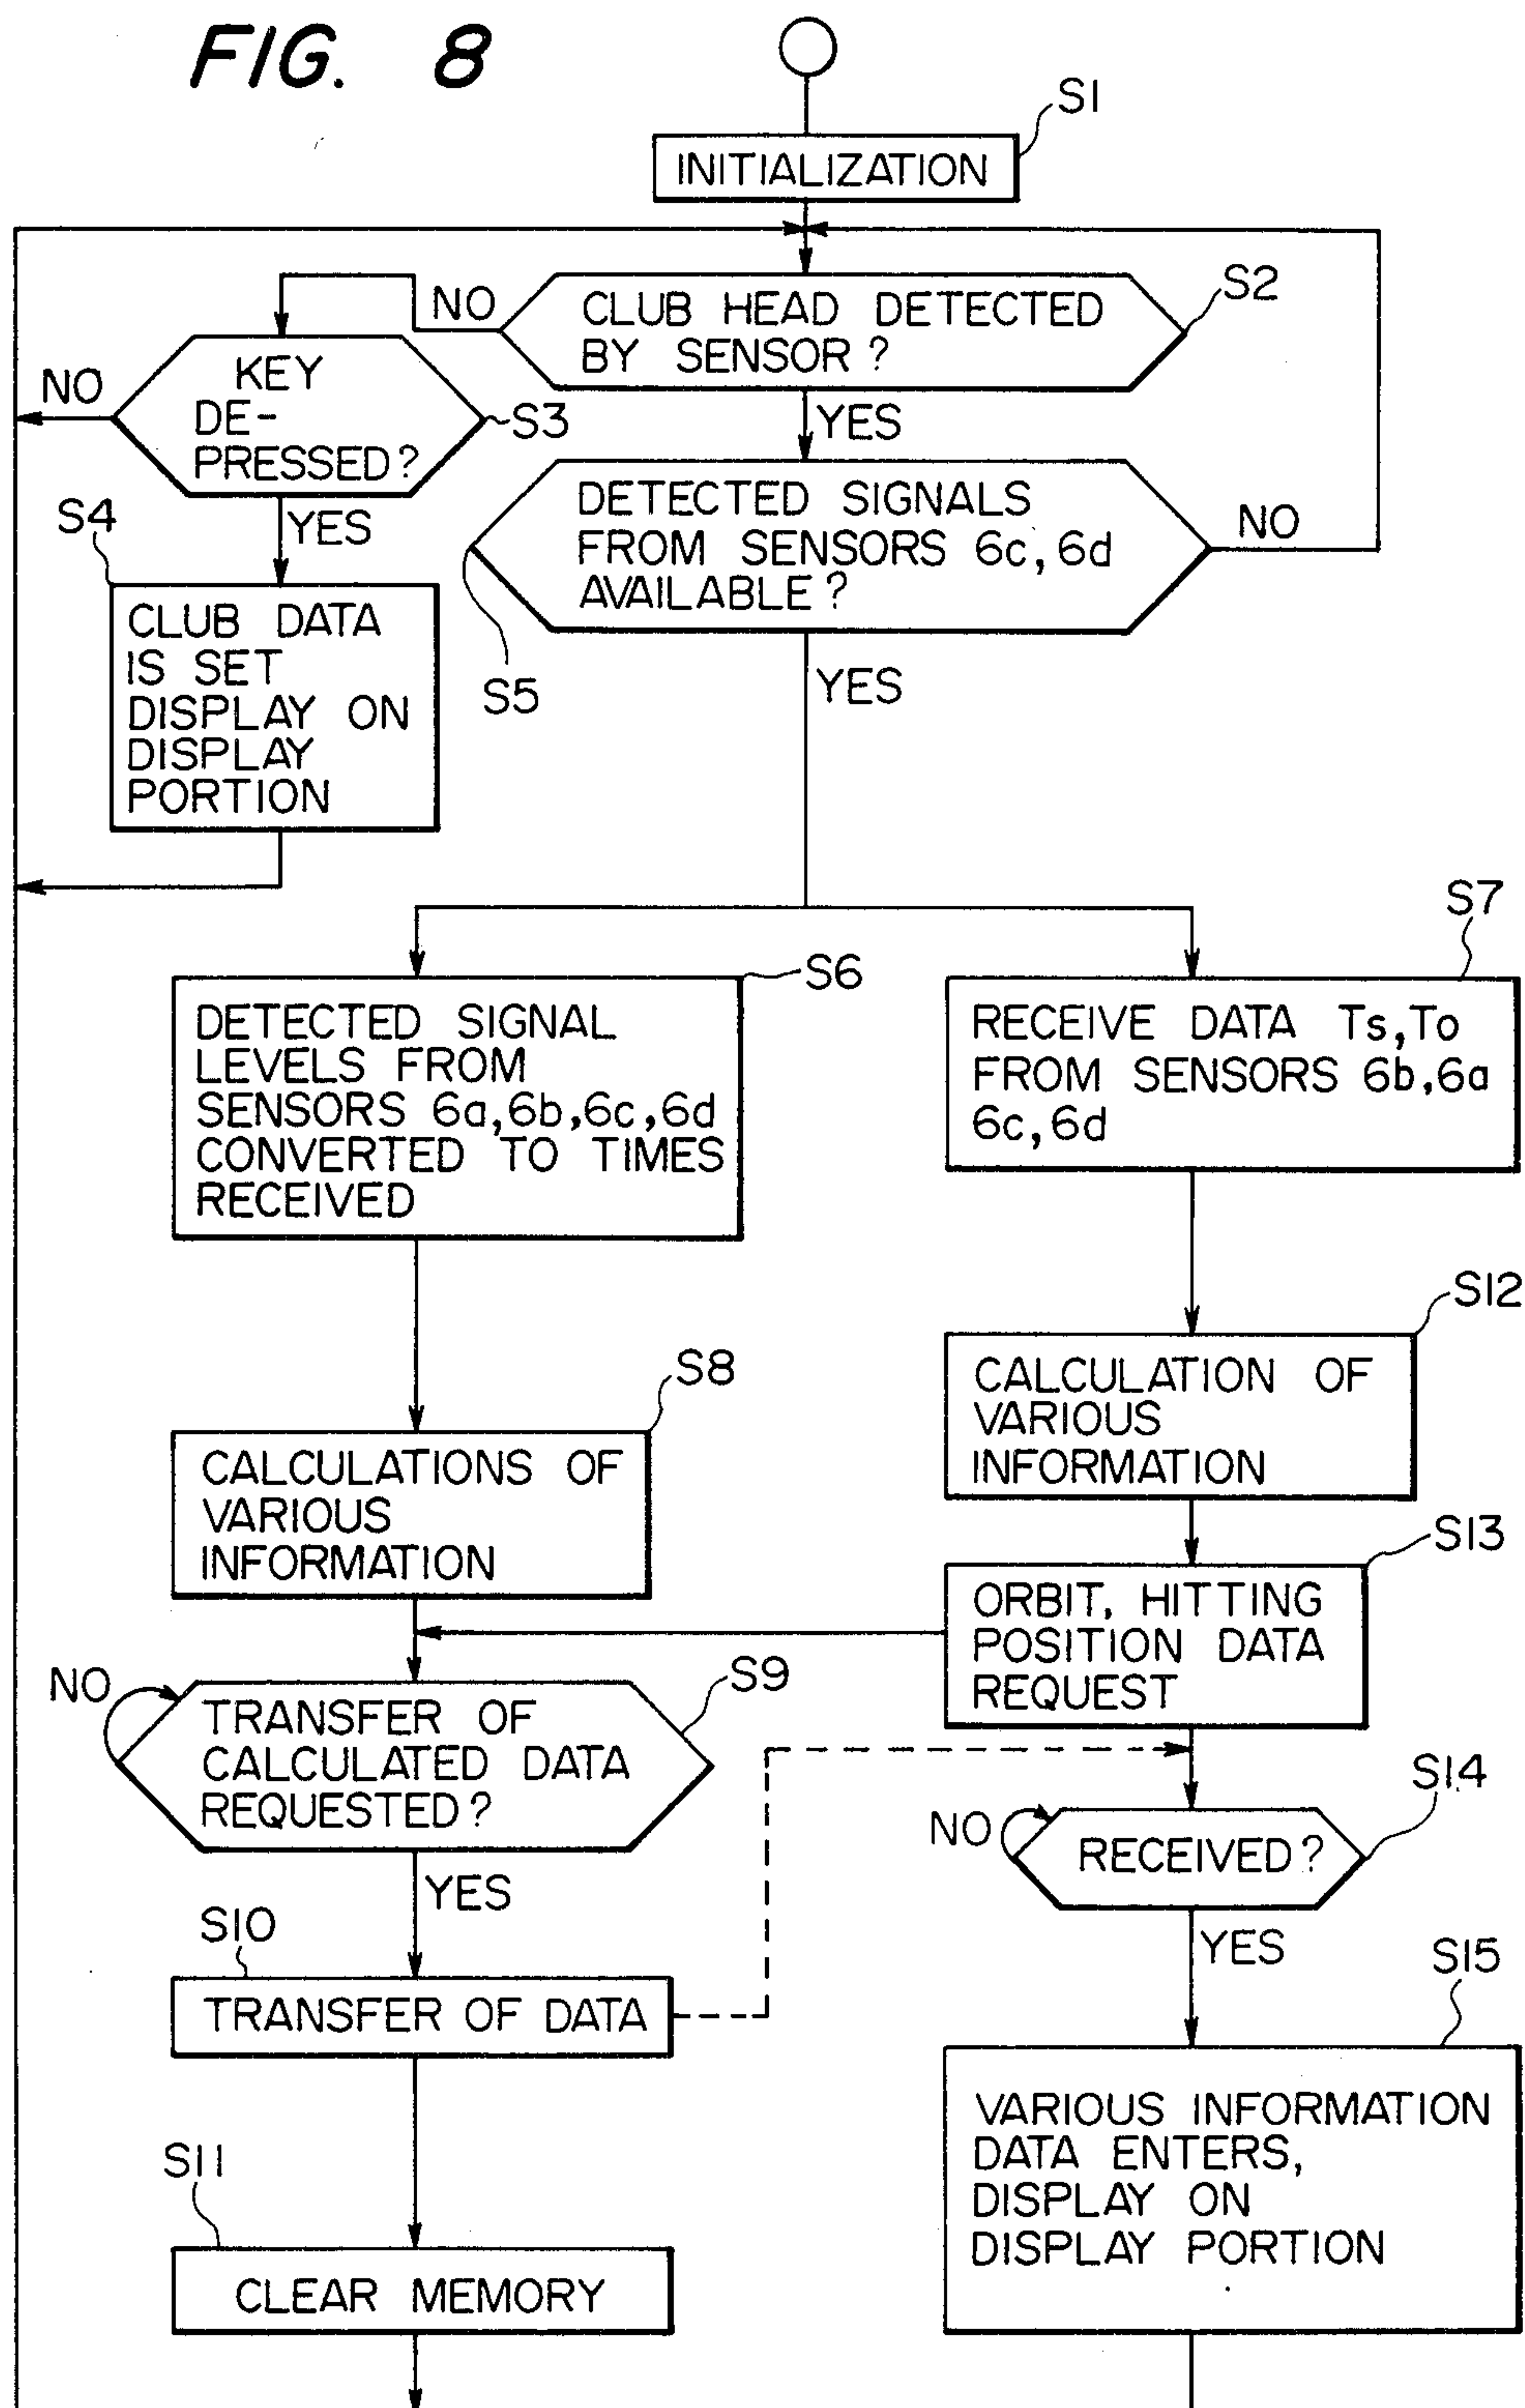 FIG. 8
S1
INITIALIZATION
S2
CLUB HEAD DETECTED
BY SENSOR?
NO
KEY
DE-
PRESSED?
NO
S3
YES
YES
S4
CLUB DATA
IS SET
DISPLAY ON
DISPLAY
PORTION
DETECTED SIGNALS
FROM SENSORS 6c, 6d
AVAILABLE?
NO
S5
YES
S6
DETECTED SIGNAL
LEVELS FROM
SENSORS 6a, 6b, 6c, 6d
CONVERTED TO TIMES
RECEIVED
S7
RECEIVE DATA Ts, To
FROM SENSORS 6b, 6a
6c, 6d
S8
CALCULATIONS OF
VARIOUS
INFORMATION
S12
CALCULATION OF
VARIOUS
INFORMATION
S13
ORBIT, HITTING
POSITION DATA
REQUEST
NO
S9
TRANSFER OF
CALCULATED DATA
REQUESTED?
YES
S14
NO
RECEIVED?
YES
S10
TRANSFER OF DATA
S15
VARIOUS INFORMATION
DATA ENTERS,
DISPLAY ON
DISPLAY PORTION
S11
CLEAR MEMORY